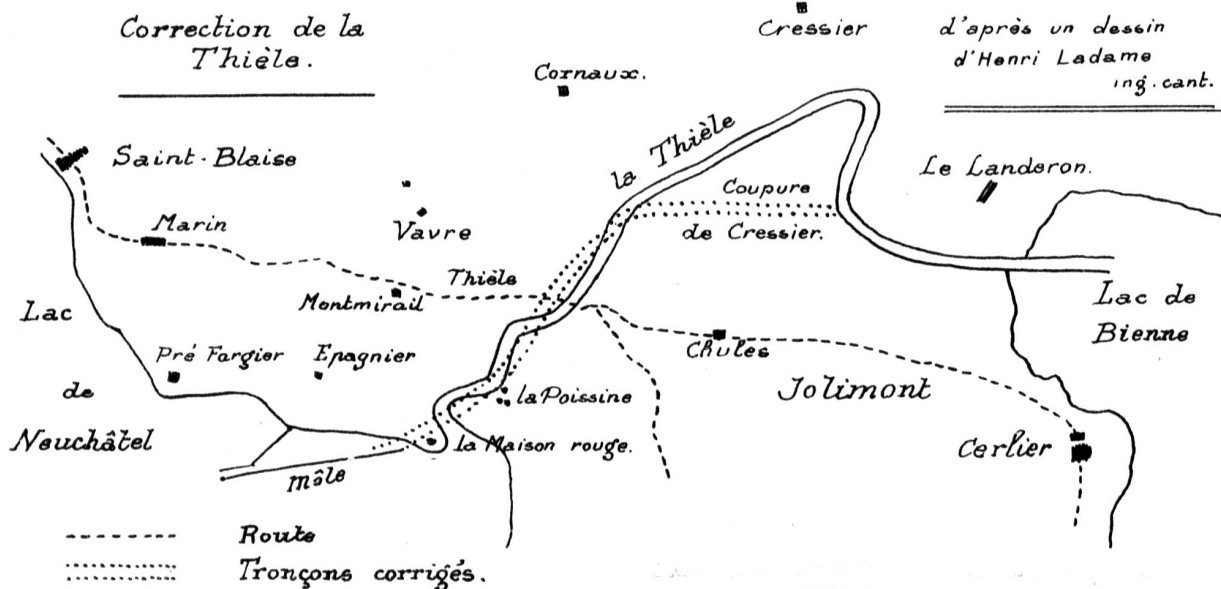 Correction de la
Thièle.
Cressier
d'après un dessin
d'Henri Ladame
ing. cant.
Cornaux.
Saint-Blaise
la Thièle
Le Landeron.
Marin
Vavre
Coupure
de Cressier.
Thièle
Montmirail
Lac
de
Neuchâtel
Lac de
Bienne
Pré Fargier
Epagnier
Chules
Jolimont
la Poissine
la Maison rouge.
Cerlier
Môle
Route
Tronçons corrigés.